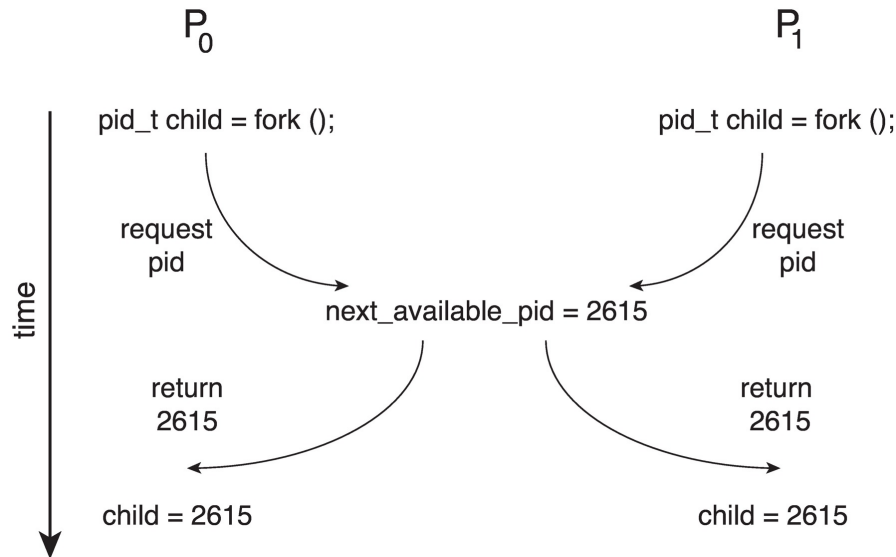 P0
P1
pid_t child = fork ();
pid_t child = fork ();
request
pid
request
pid
time
next_available_pid = 2615
return
2615
return
2615
child = 2615
child = 2615